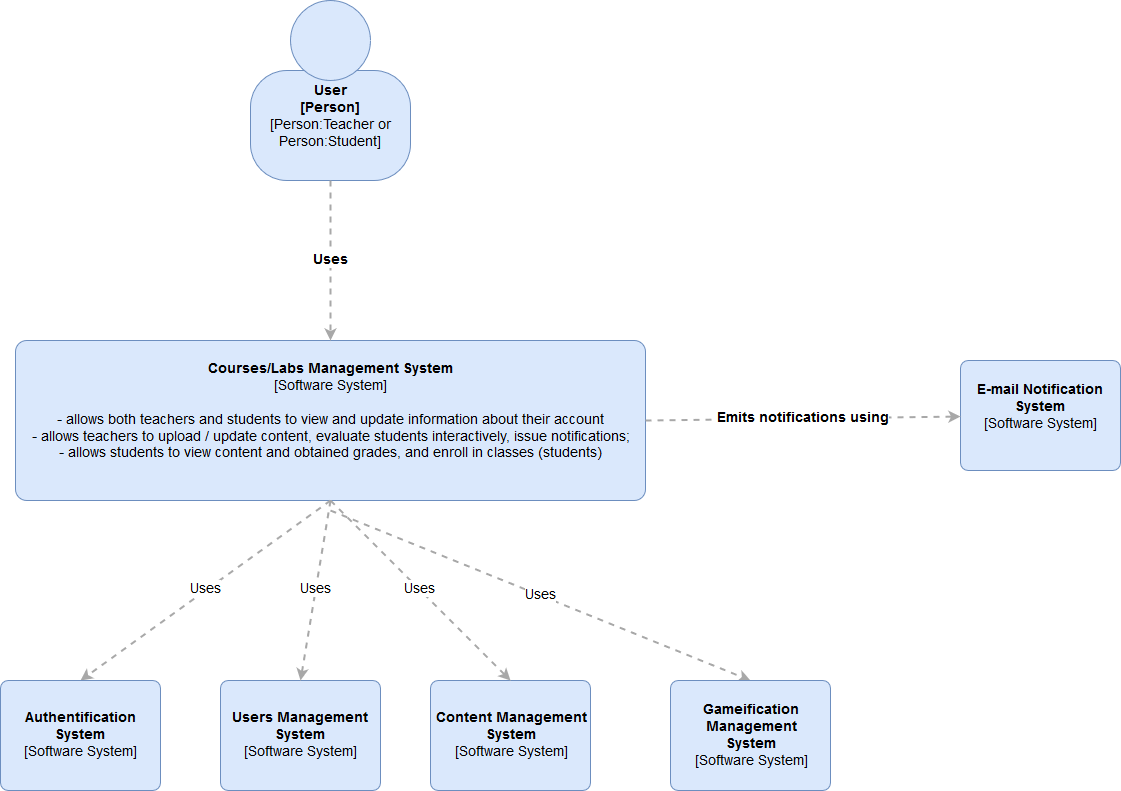 User
[Person]
[Person:Teacher or
Person:Student]
Uses
Courses/Labs Management System
[Software System]
- allows both teachers and students to view and update information about their account
- allows teachers to upload / update content, evaluate students interactively, issue notifications;
- allows students to view content and obtained grades, and enroll in classes (students)
Emits notifications using
E-mail Notification
System
[Software System]
Uses
Uses
Uses
Uses
Authentification
System
[Software System]
Users Management
System
[Software System]
Content Management
System
[Software System]
Gameification
Management
System
[Software System]